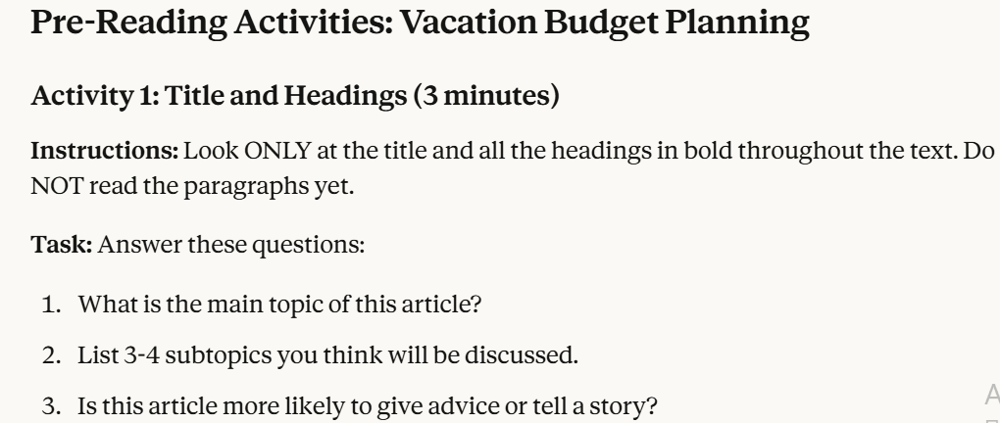 Pre-Reading Activities: Vacation Budget Planning
Activity 1: Title and Headings (3 minutes)
Instructions: Look ONLY at the title and all the headings in bold throughout the text. Do
NOT read the paragraphs yet.
Task: Answer these questions:
1. What is the main topic of this article?
2. List 3-4 subtopics you think will be discussed.
3. Is this article more likely to give advice or tell a story?